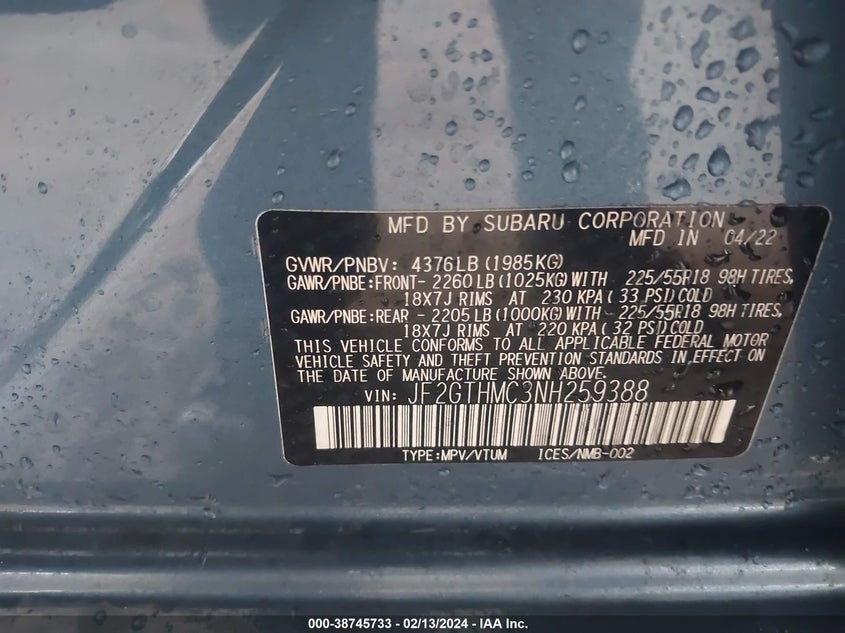 MFD BY SUBARU CORPORATION
MFD IN 04/22
GVWR/PNBV: 4376LB(1985KG)
GAWR/PNBE:FRONT- 2260LB(1025KG)WITH 225/55R18 98H TIRES,
18X7J RIMS AT 230 KPA( 33 PSI)COLD
GAWR/PNBE:REAR - 2205LB(1000KG)WITH - 225/55R18 98H TIRES,
18X7J RIMS AT 220 KPA( 32 PSI)COLD
THIS VEHICLE CONFORMS TO ALL APPLICABLE FEDERAL MOTOR
VEHICLE SAFETY AND THEFT PREVENTION STANDARDS IN EFFECT ON
THE DATE OF MANUFACTURE SHOWN ABOVE.
VIN: JF2GTHMC3NH259388
TYPE:MPV/VTUM ICES/NMB-002
000-38745733 - 02/13/2024 - IAA Inc.